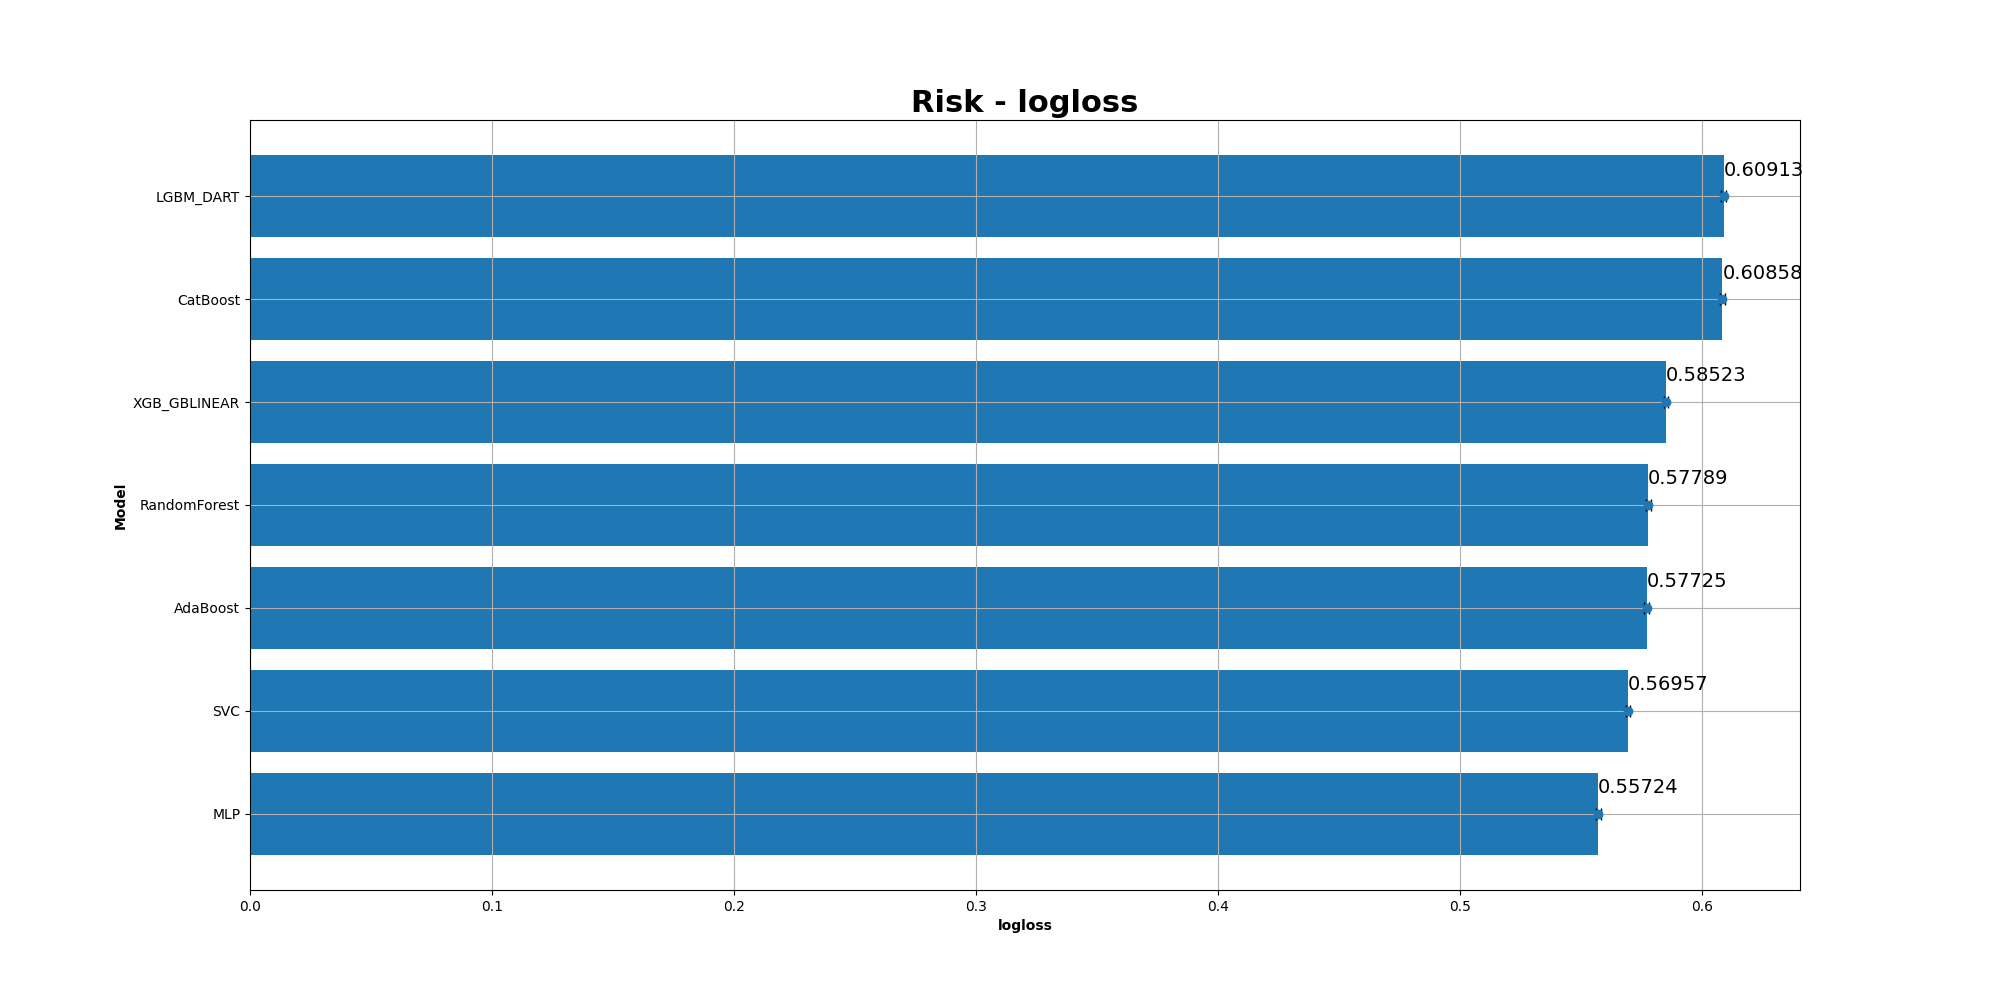 Risk - logloss
0.60913
LGBM_DART
0.60858
CatBoost
0.58523
XGB_GBLINEAR
0.57789
RandomForest
Model
0.57725
AdaBoost
0.56957
SVC
0.55724
MLP
0.0 0.1 0.2 0.3 0.4 0.5 0.6
logloss